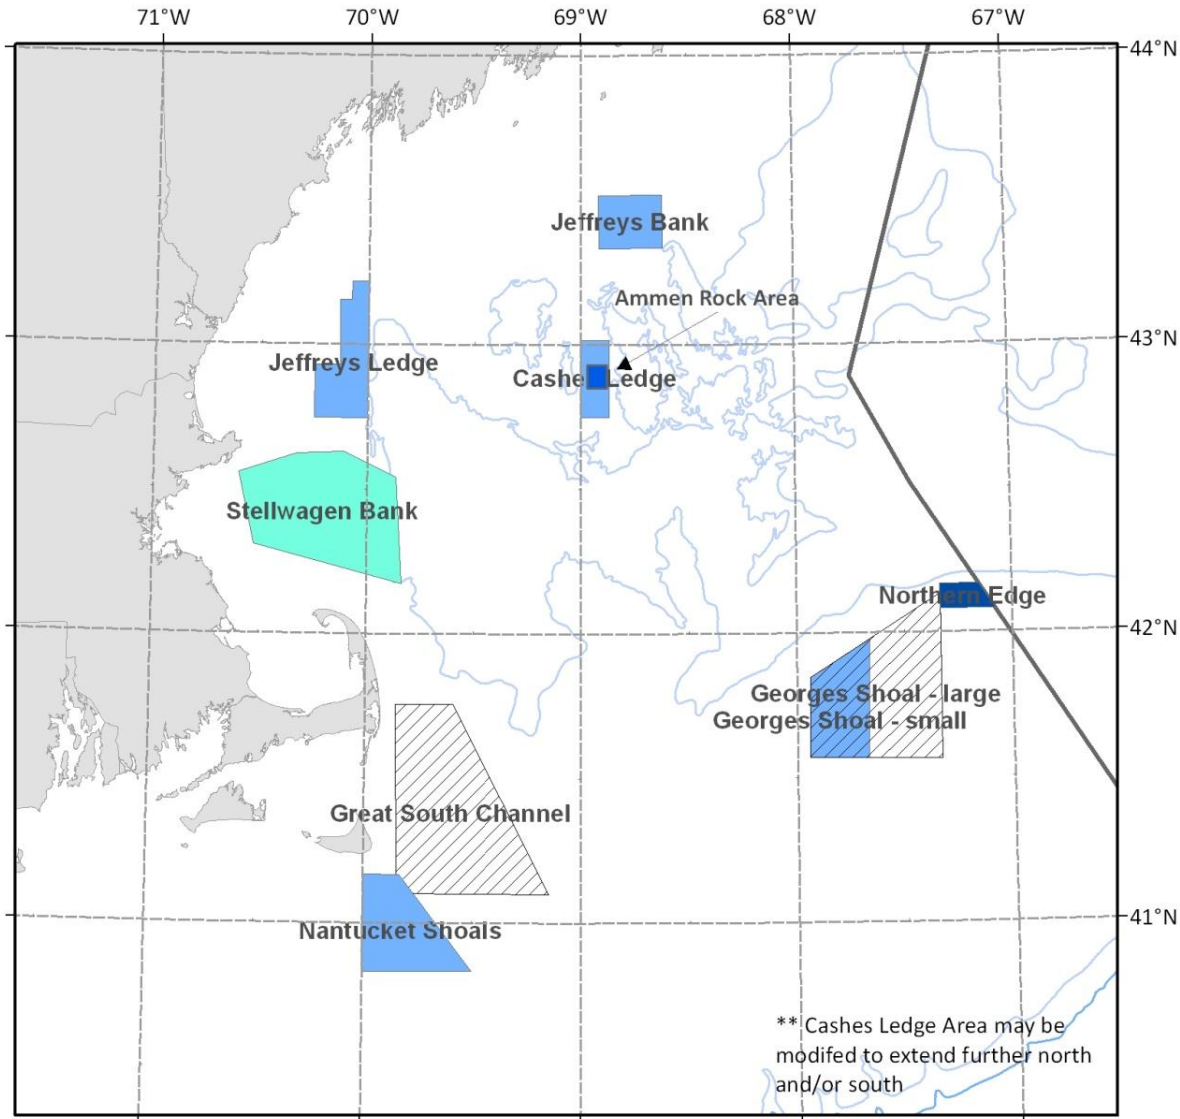 71°W 70°W 69°W 68°W 67°W
44°N
Jeffreys Bank
Ammen Rock Area
43°N
Jeffreys Ledge
Cashes Ledge
Stellwagen Bank
Northern Edge
42°N
Georges Shoal - large
Georges Shoal - small
Great South Channel
41°N
Nantucket Shoals
** Cashes Ledge Area may be
modifed to extend further north
and/or south